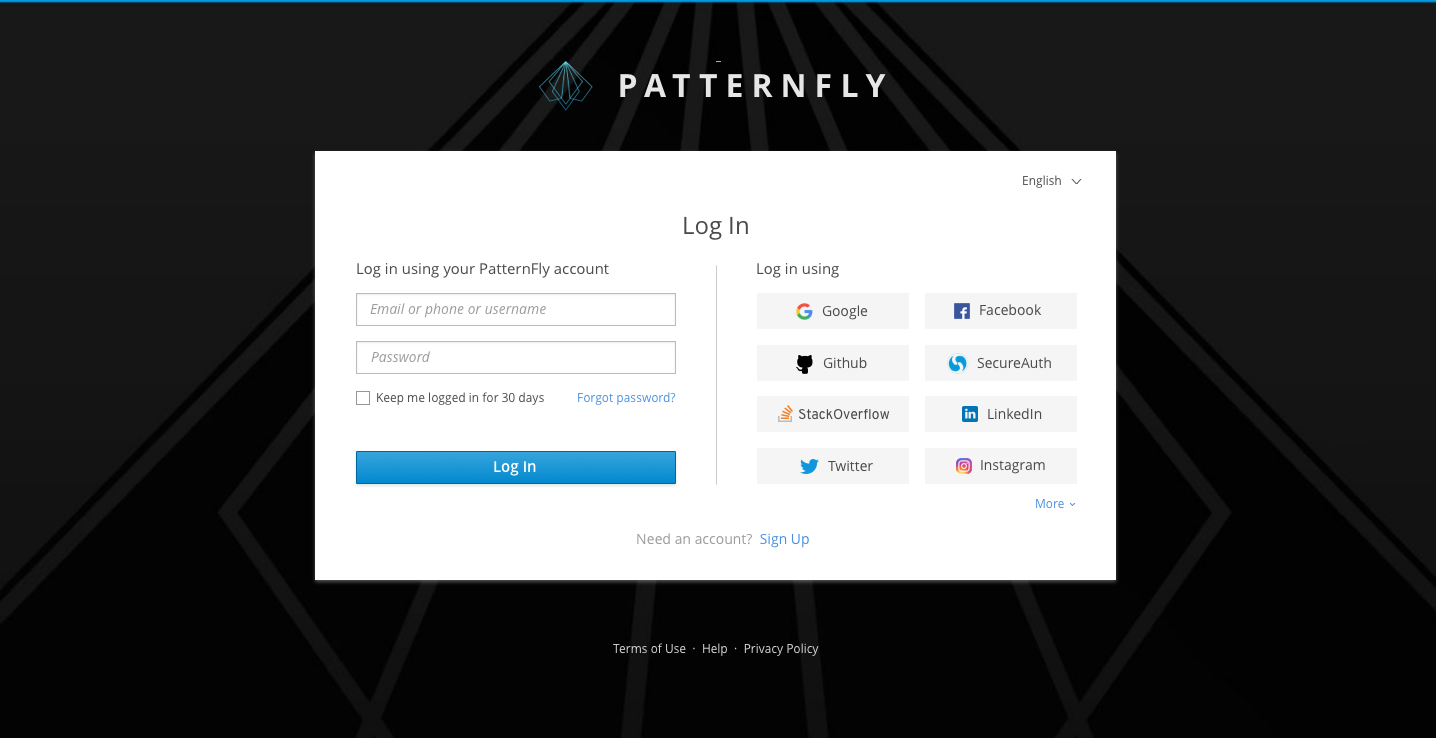 PATTERNFLY
English
Log In
Log in using your PatternFly account
Email or phone or username
Password
Keep me logged in for 30 days Forgot password?
Log In
Log in using
Google Facebook
Github SecureAuth
StackOverflow LinkedIn
Twitter Instagram
More
Need an account? Sign Up
Terms of Use · Help · Privacy Policy